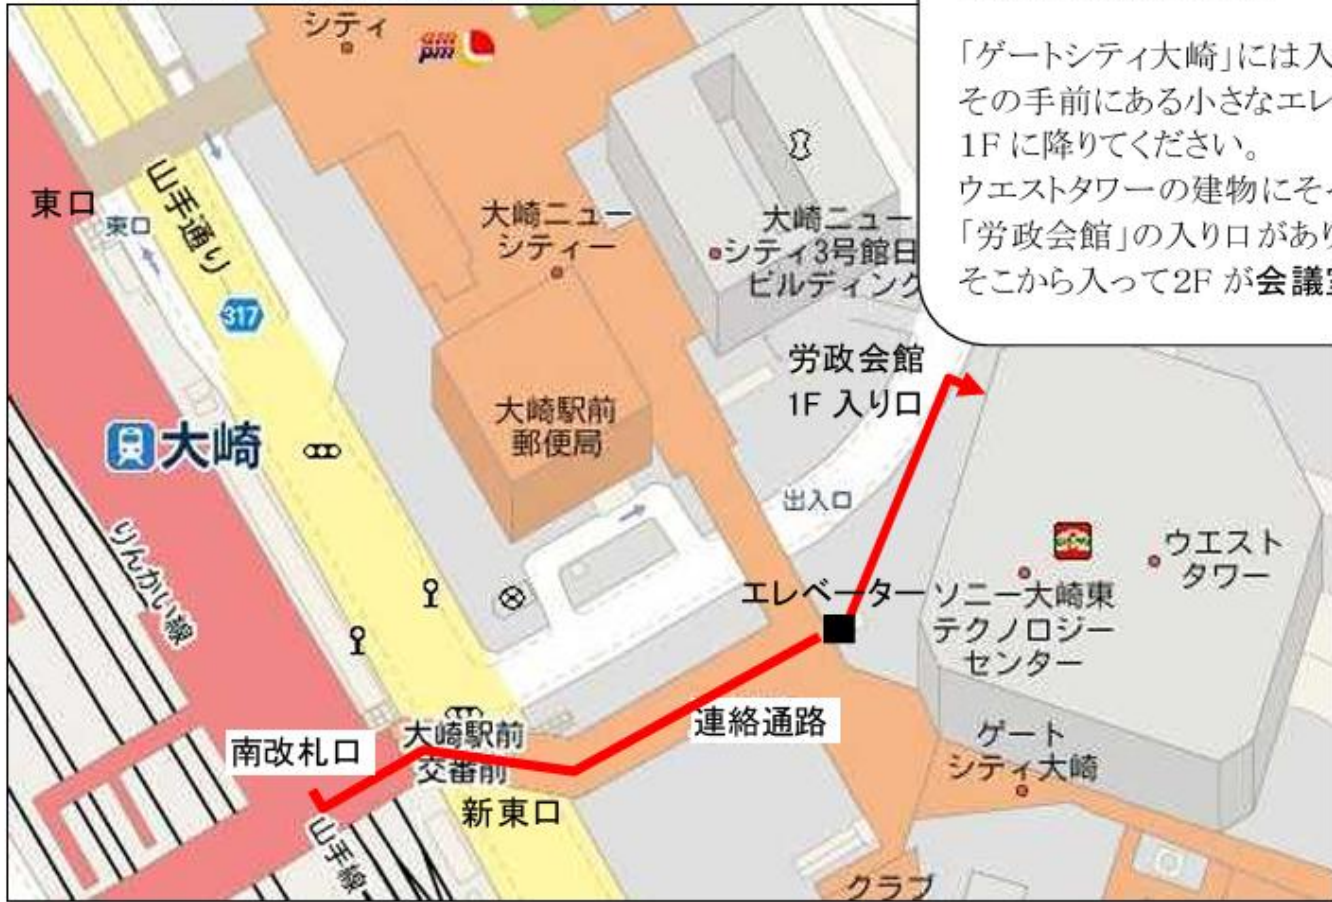 「ゲートシティ大崎」には入
その手前にある小さなエレ
1F に降りてください。
ウエストタワーの建物にそ
「労政会館」の入り口があり
そこから入って2F が会議室
シティ
am
pm
東口
東口
山手通り
317
大崎ニュー
シティー
大崎ニュー
シティ3号館日
ビルディング
労政会館
1F 入り口
大崎駅前
郵便局
大崎
りんかい線
出入口
エレベーター
ソニー大崎東
テクノロジー
センター
ウエスト
タワー
連絡通路
南改札口
大崎駅前
交番前
新東口
山手線
ゲート
シティ大崎
クラブ